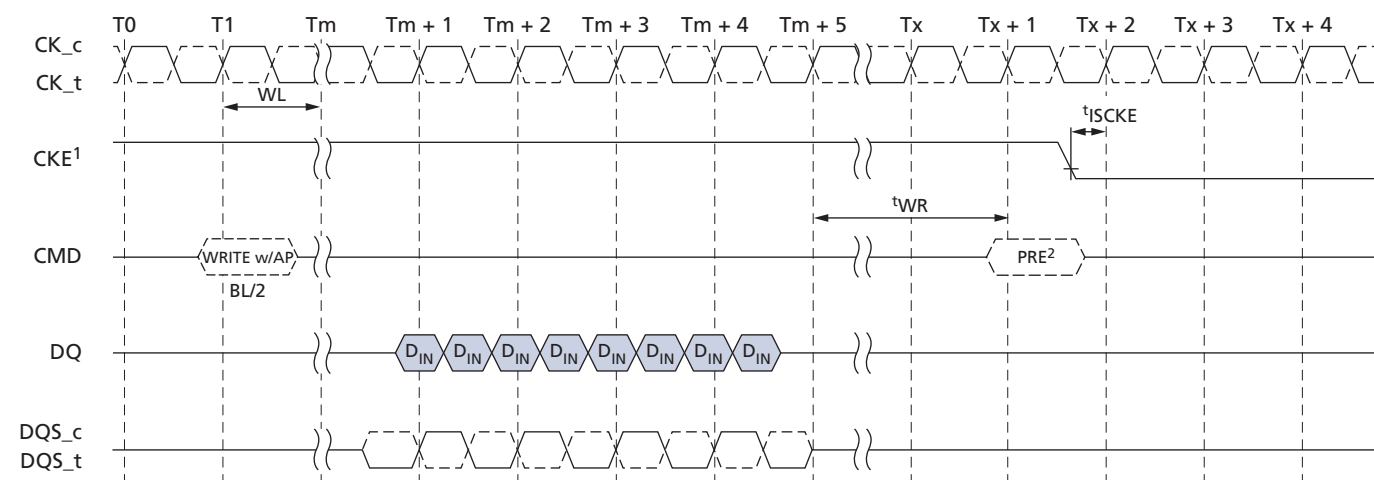 T0 T1 Tm Tm + 1 Tm + 2 Tm + 3 Tm + 4 Tm + 5 Tx Tx + 1 Tx + 2 Tx + 3 Tx + 4
CK_c
CK_t
WL
tISCKE
CKE1
tWR
CMD WRITE w/AP PRE2
BL/2
DQ DIN DIN DIN DIN DIN DIN DIN DIN
DQS_c
DQS_t